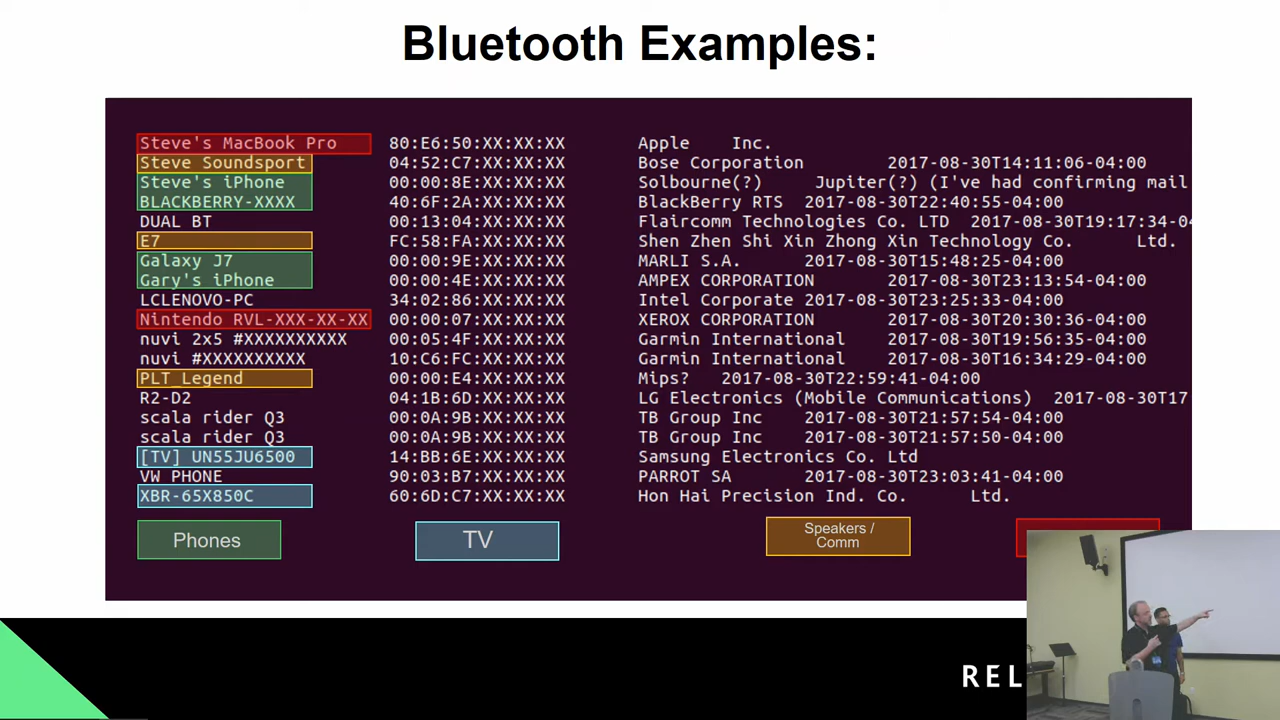 Bluetooth Examples:
Steve's MacBook Pro 80:E6:50:XX:XX:XX Apple Inc.
Steve Soundsport 04:52:C7:XX:XX:XX Bose Corporation 2017-08-30T14:11:06-04:00
Steve's iPhone 00:00:8E:XX:XX:XX Solbourne(?) Jupiter(?) (I've had confirming mail
BLACKBERRY-XXXX 40:6F:2A:XX:XX:XX BlackBerry RTS 2017-08-30T22:40:55-04:00
DUAL BT 00:13:04:XX:XX:XX Flaircomm Technologies Co. LTD 2017-08-30T19:17:34-04
E7 FC:58:FA:XX:XX:XX Shen Zhen Shi Xin Zhong Xin Technology Co. Ltd.
Galaxy J7 00:00:9E:XX:XX:XX MARLI S.A. 2017-08-30T15:48:25-04:00
Gary's iPhone 00:00:4E:XX:XX:XX AMPEX CORPORATION 2017-08-30T23:13:54-04:00
LCLENOVO-PC 34:02:86:XX:XX:XX Intel Corporate 2017-08-30T23:25:33-04:00
Nintendo RVL-XXX-XX-XX 00:00:07:XX:XX:XX XEROX CORPORATION 2017-08-30T20:30:36-04:00
nuvi 2x5 #XXXXXXXXXX 00:05:4F:XX:XX:XX Garmin International 2017-08-30T19:56:35-04:00
nuvi #XXXXXXXXXX 10:C6:FC:XX:XX:XX Garmin International 2017-08-30T16:34:29-04:00
PLT_Legend 00:00:E4:XX:XX:XX Mips? 2017-08-30T22:59:41-04:00
R2-D2 04:1B:6D:XX:XX:XX LG Electronics (Mobile Communications) 2017-08-30T17
scala rider Q3 00:0A:9B:XX:XX:XX TB Group Inc 2017-08-30T21:57:54-04:00
scala rider Q3 00:0A:9B:XX:XX:XX TB Group Inc 2017-08-30T21:57:50-04:00
[TV] UN55JU6500 14:BB:6E:XX:XX:XX Samsung Electronics Co. Ltd
VW PHONE 90:03:B7:XX:XX:XX PARROT SA 2017-08-30T23:03:41-04:00
XBR-65X850C 60:6D:C7:XX:XX:XX Hon Hai Precision Ind. Co. Ltd.
Phones TV Speakers /
Comm
REL